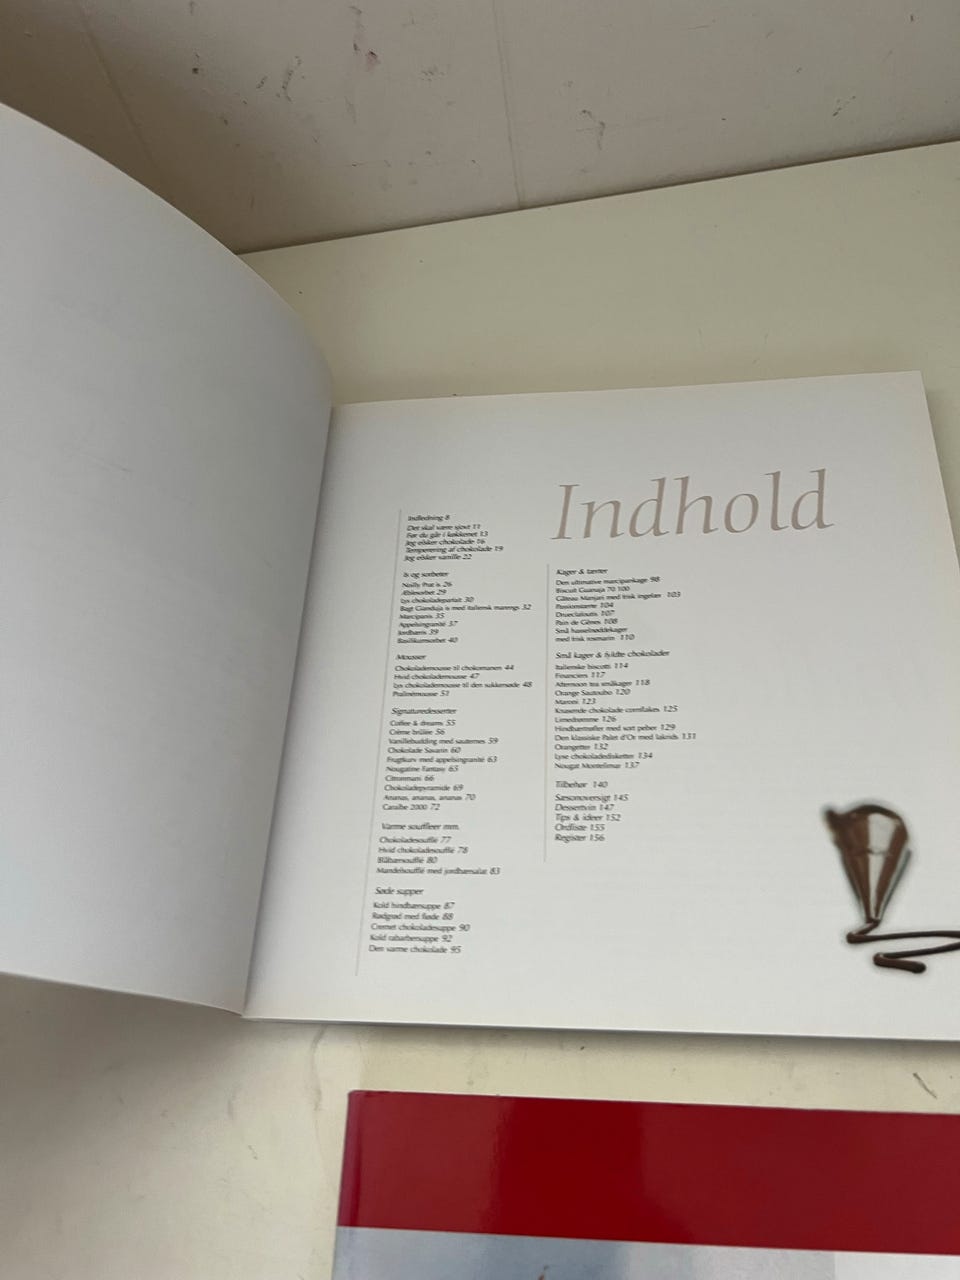 Indhold
Indledning 8
Det skal være sjovt 11
Før du går i køkkenet 13
Jeg elsker chokolade 16
Temperering af chokolade 19
Jeg elsker vanille 22
Is og sorbeter
Noilly Prat is 26
Æblesorbet 29
Lys chokoladeparfait 30
Bagt Gianduja is med italiensk marengs 32
Marcipanis 35
Appelsingranité 37
Jordbæris 39
Basilikumsorbet 40
Mousser
Chokolademousse til chokomanen 44
Hvid chokolademousse 47
Lys chokolademousse til den sukkersøde 48
Pralinémousse 51
Signaturedesserter
Coffee & dreams 55
Crème brûlée 56
Vanillebudding med sauternes 59
Chokolade Savarin 60
Frugtkurv med appelsingranité 63
Nougatine Fantasy 65
Citronmani 66
Chokoladepyramide 69
Ananas, ananas, ananas 70
Caraïbe 2000 72
Varme souffleer mm.
Chokoladesoufflé 77
Hvid chokoladesoufflé 78
Blåbærsoufflé 80
Mandelsoufflé med jordbærsalat 83
Søde supper
Kold hindbærsuppe 87
Rødgrød med fløde 88
Cremet chokoladesuppe 90
Kold rabarbersuppe 92
Den varme chokolade 95
Kager & tærter
Den ultimative marcipankage 98
Biscuit Guanaja 70 100
Gâteau Manjari med frisk ingefær 103
Passionstærte 104
Drueclafoutis 107
Pain de Gênes 108
Små hasselnøddekager
med frisk rosmarin 110
Små kager & fyldte chokolader
Italienske biscotti 114
Financiers 117
Afternoon tea småkager 118
Orange Sautoubo 120
Maroni 123
Knasende chokolade cornflakes 125
Limedrømme 126
Hindbærtrøfler med sort peber 129
Den klassiske Palet d'Or med lakrids 131
Orangetter 132
Lyse chokoladedisketter 134
Nougat Montelimar 137
Tilbehør 140
Sæsonoversigt 145
Dessertvin 147
Tips & ideer 152
Ordliste 155
Register 156